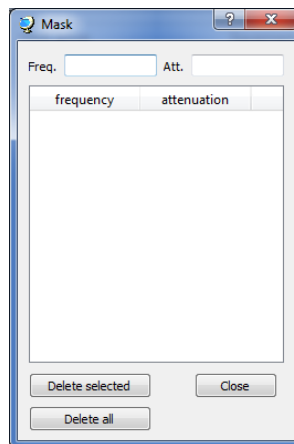 Mask
Freq. Att.
frequency attenuation
Delete selected Close
Delete all